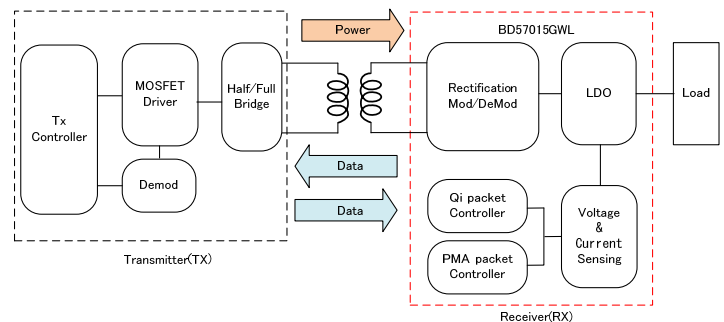 Power
BD57015GWL
Tx
Controller
MOSFET
Driver
Half/Full
Bridge
Rectification
Mod/DeMod
LDO
Load
Demod
Data
Data
Qi packet
Controller
PMA packet
Controller
Voltage
&
Current
Sensing
Transmitter(TX)
Receiver(RX)